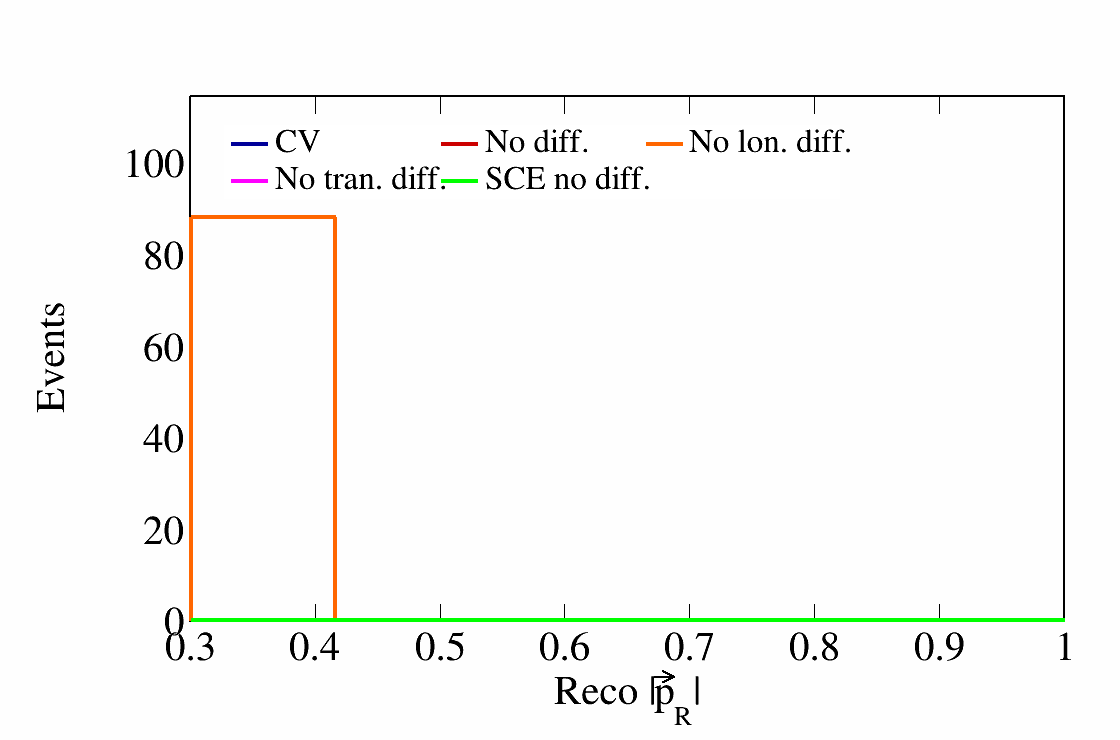 CV No diff. No lon. diff.
No tran. diff. SCE no diff.
100
80
60
40
20
0
0.3 0.4 0.5 0.6 0.7 0.8 0.9 1
Events
Reco |p⃗_R|